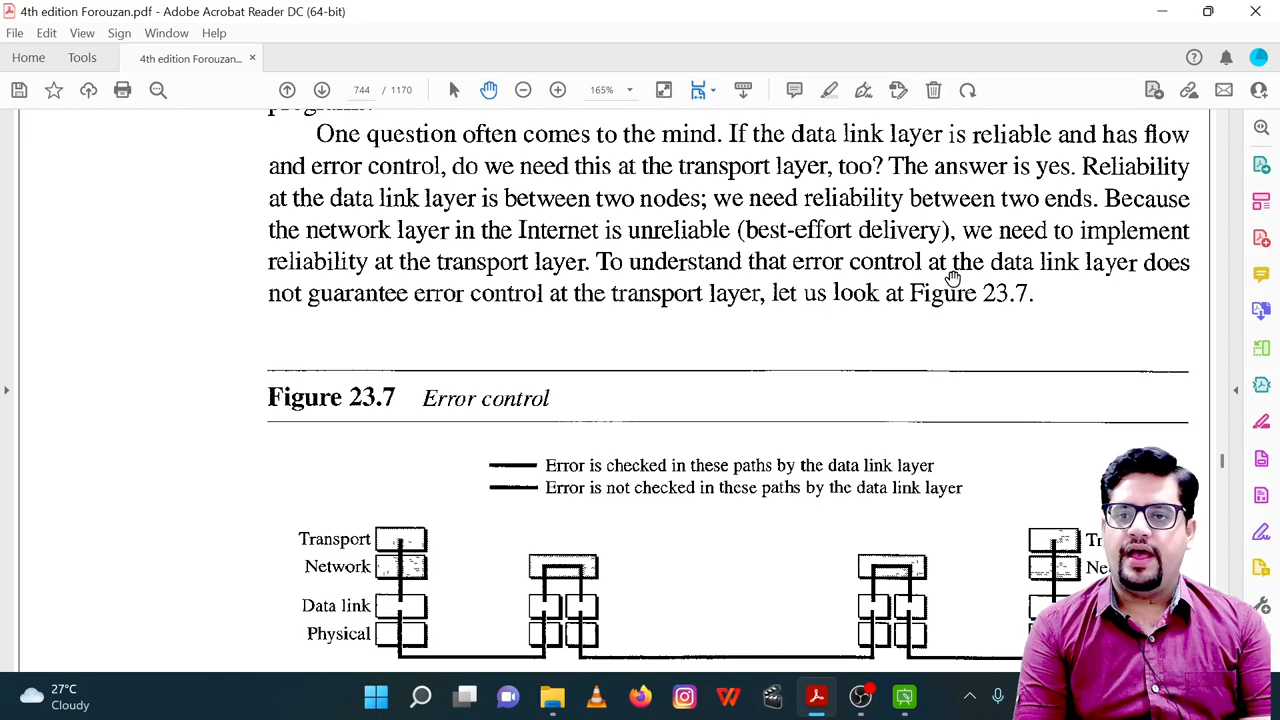 4th edition Forouzan.pdf - Adobe Acrobat Reader DC (64-bit)
File Edit View Sign Window Help
Home Tools 4th edition Forouzan... ×
744 / 1170 165%
One question often comes to the mind. If the data link layer is reliable and has flow
and error control, do we need this at the transport layer, too? The answer is yes. Reliability
at the data link layer is between two nodes; we need reliability between two ends. Because
the network layer in the Internet is unreliable (best-effort delivery), we need to implement
reliability at the transport layer. To understand that error control at the data link layer does
not guarantee error control at the transport layer, let us look at Figure 23.7.
Figure 23.7 Error control
Error is checked in these paths by the data link layer
Error is not checked in these paths by the data link layer
Transport
Network
Data link
Physical
27°C
Cloudy